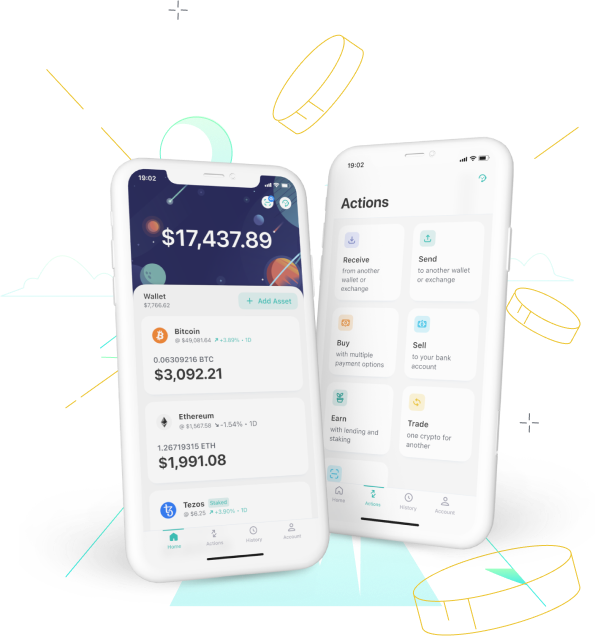 19:02
$17,437.89
Wallet
$7,766.62
+ Add Asset
Bitcoin
@ $49,081.64 +3.89% • 1D
0.06309216 BTC
$3,092.21
Ethereum
@ $1,567.58 -1.54% • 1D
1.26719315 ETH
$1,991.08
Tezos Staked
@ $6.25 +3.90% • 1D
Home
Actions
History
Account
19:02
Actions
Receive
from another
wallet or
exchange
Send
to another wallet
or exchange
Buy
with multiple
payment options
Sell
to your bank
account
Earn
with lending and
staking
Trade
one crypto for
another
Home
Actions
History
Account